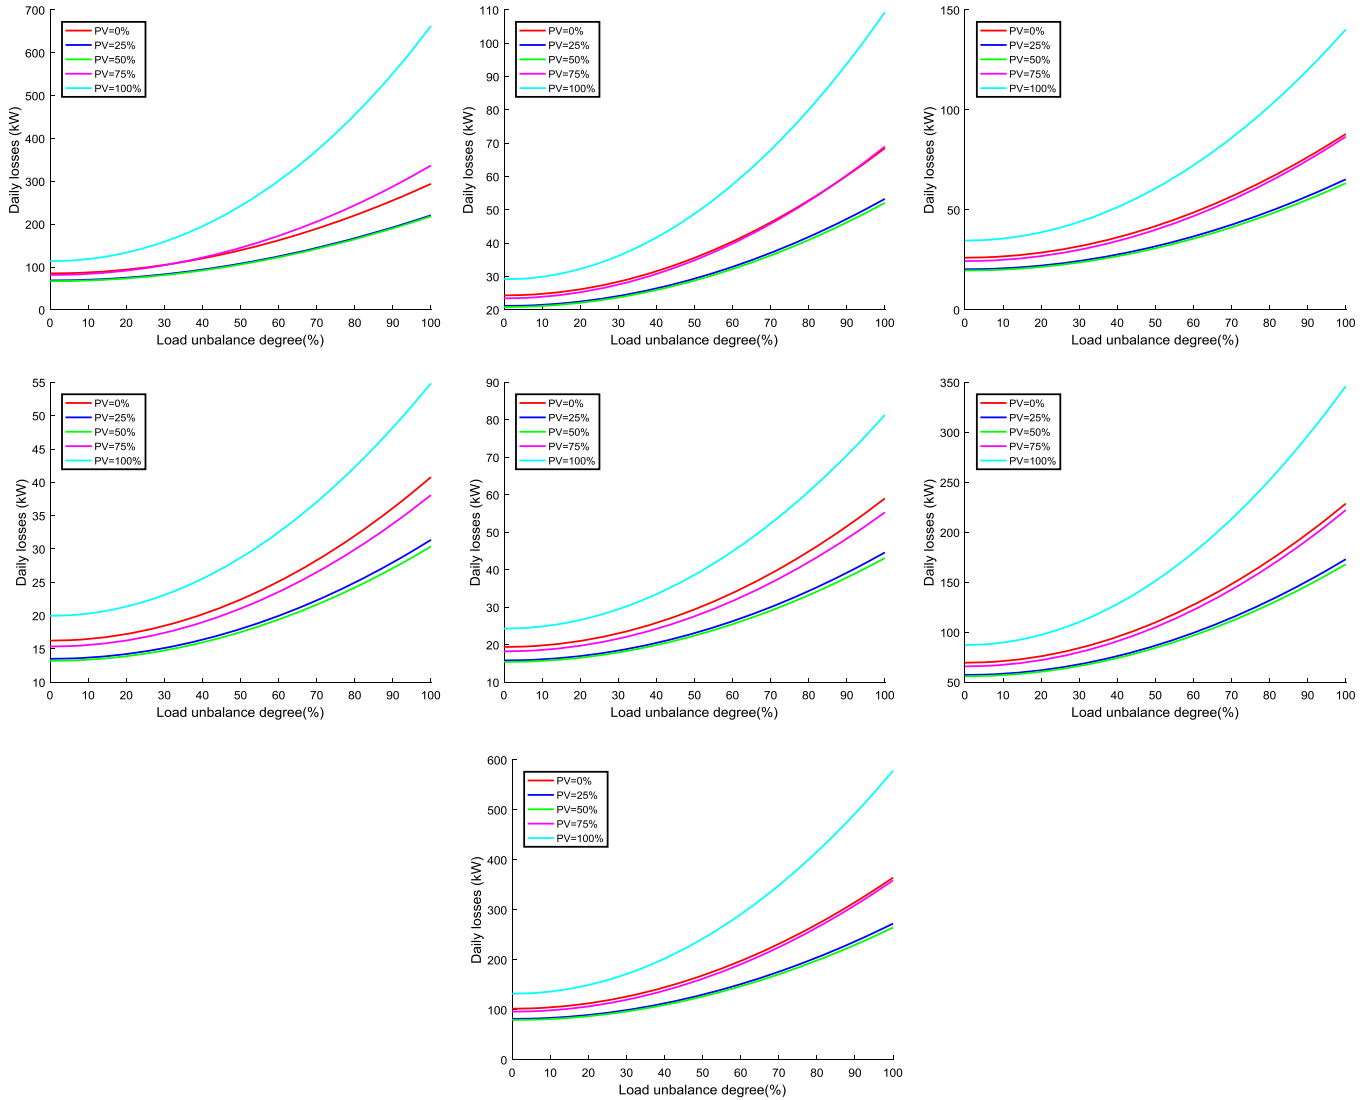 700
600
500
400
300
200
100
0
Daily losses (kW)
PV=0%
PV=25%
PV=50%
PV=75%
PV=100%
0 10 20 30 40 50 60 70 80 90 100
Load unbalance degree(%)
110
100
90
80
70
60
50
40
30
20
Daily losses (kW)
PV=0%
PV=25%
PV=50%
PV=75%
PV=100%
0 10 20 30 40 50 60 70 80 90 100
Load unbalance degree(%)
150
100
50
0
Daily losses (kW)
PV=0%
PV=25%
PV=50%
PV=75%
PV=100%
0 10 20 30 40 50 60 70 80 90 100
Load unbalance degree(%)
55
50
45
40
35
30
25
20
15
10
Daily losses (kW)
PV=0%
PV=25%
PV=50%
PV=75%
PV=100%
0 10 20 30 40 50 60 70 80 90 100
Load unbalance degree(%)
90
80
70
60
50
40
30
20
10
Daily losses (kW)
PV=0%
PV=25%
PV=50%
PV=75%
PV=100%
0 10 20 30 40 50 60 70 80 90 100
Load unbalance degree(%)
350
300
250
200
150
100
50
Daily losses (kW)
PV=0%
PV=25%
PV=50%
PV=75%
PV=100%
0 10 20 30 40 50 60 70 80 90 100
Load unbalance degree(%)
600
500
400
300
200
100
0
Daily losses (kW)
PV=0%
PV=25%
PV=50%
PV=75%
PV=100%
0 10 20 30 40 50 60 70 80 90 100
Load unbalance degree(%)